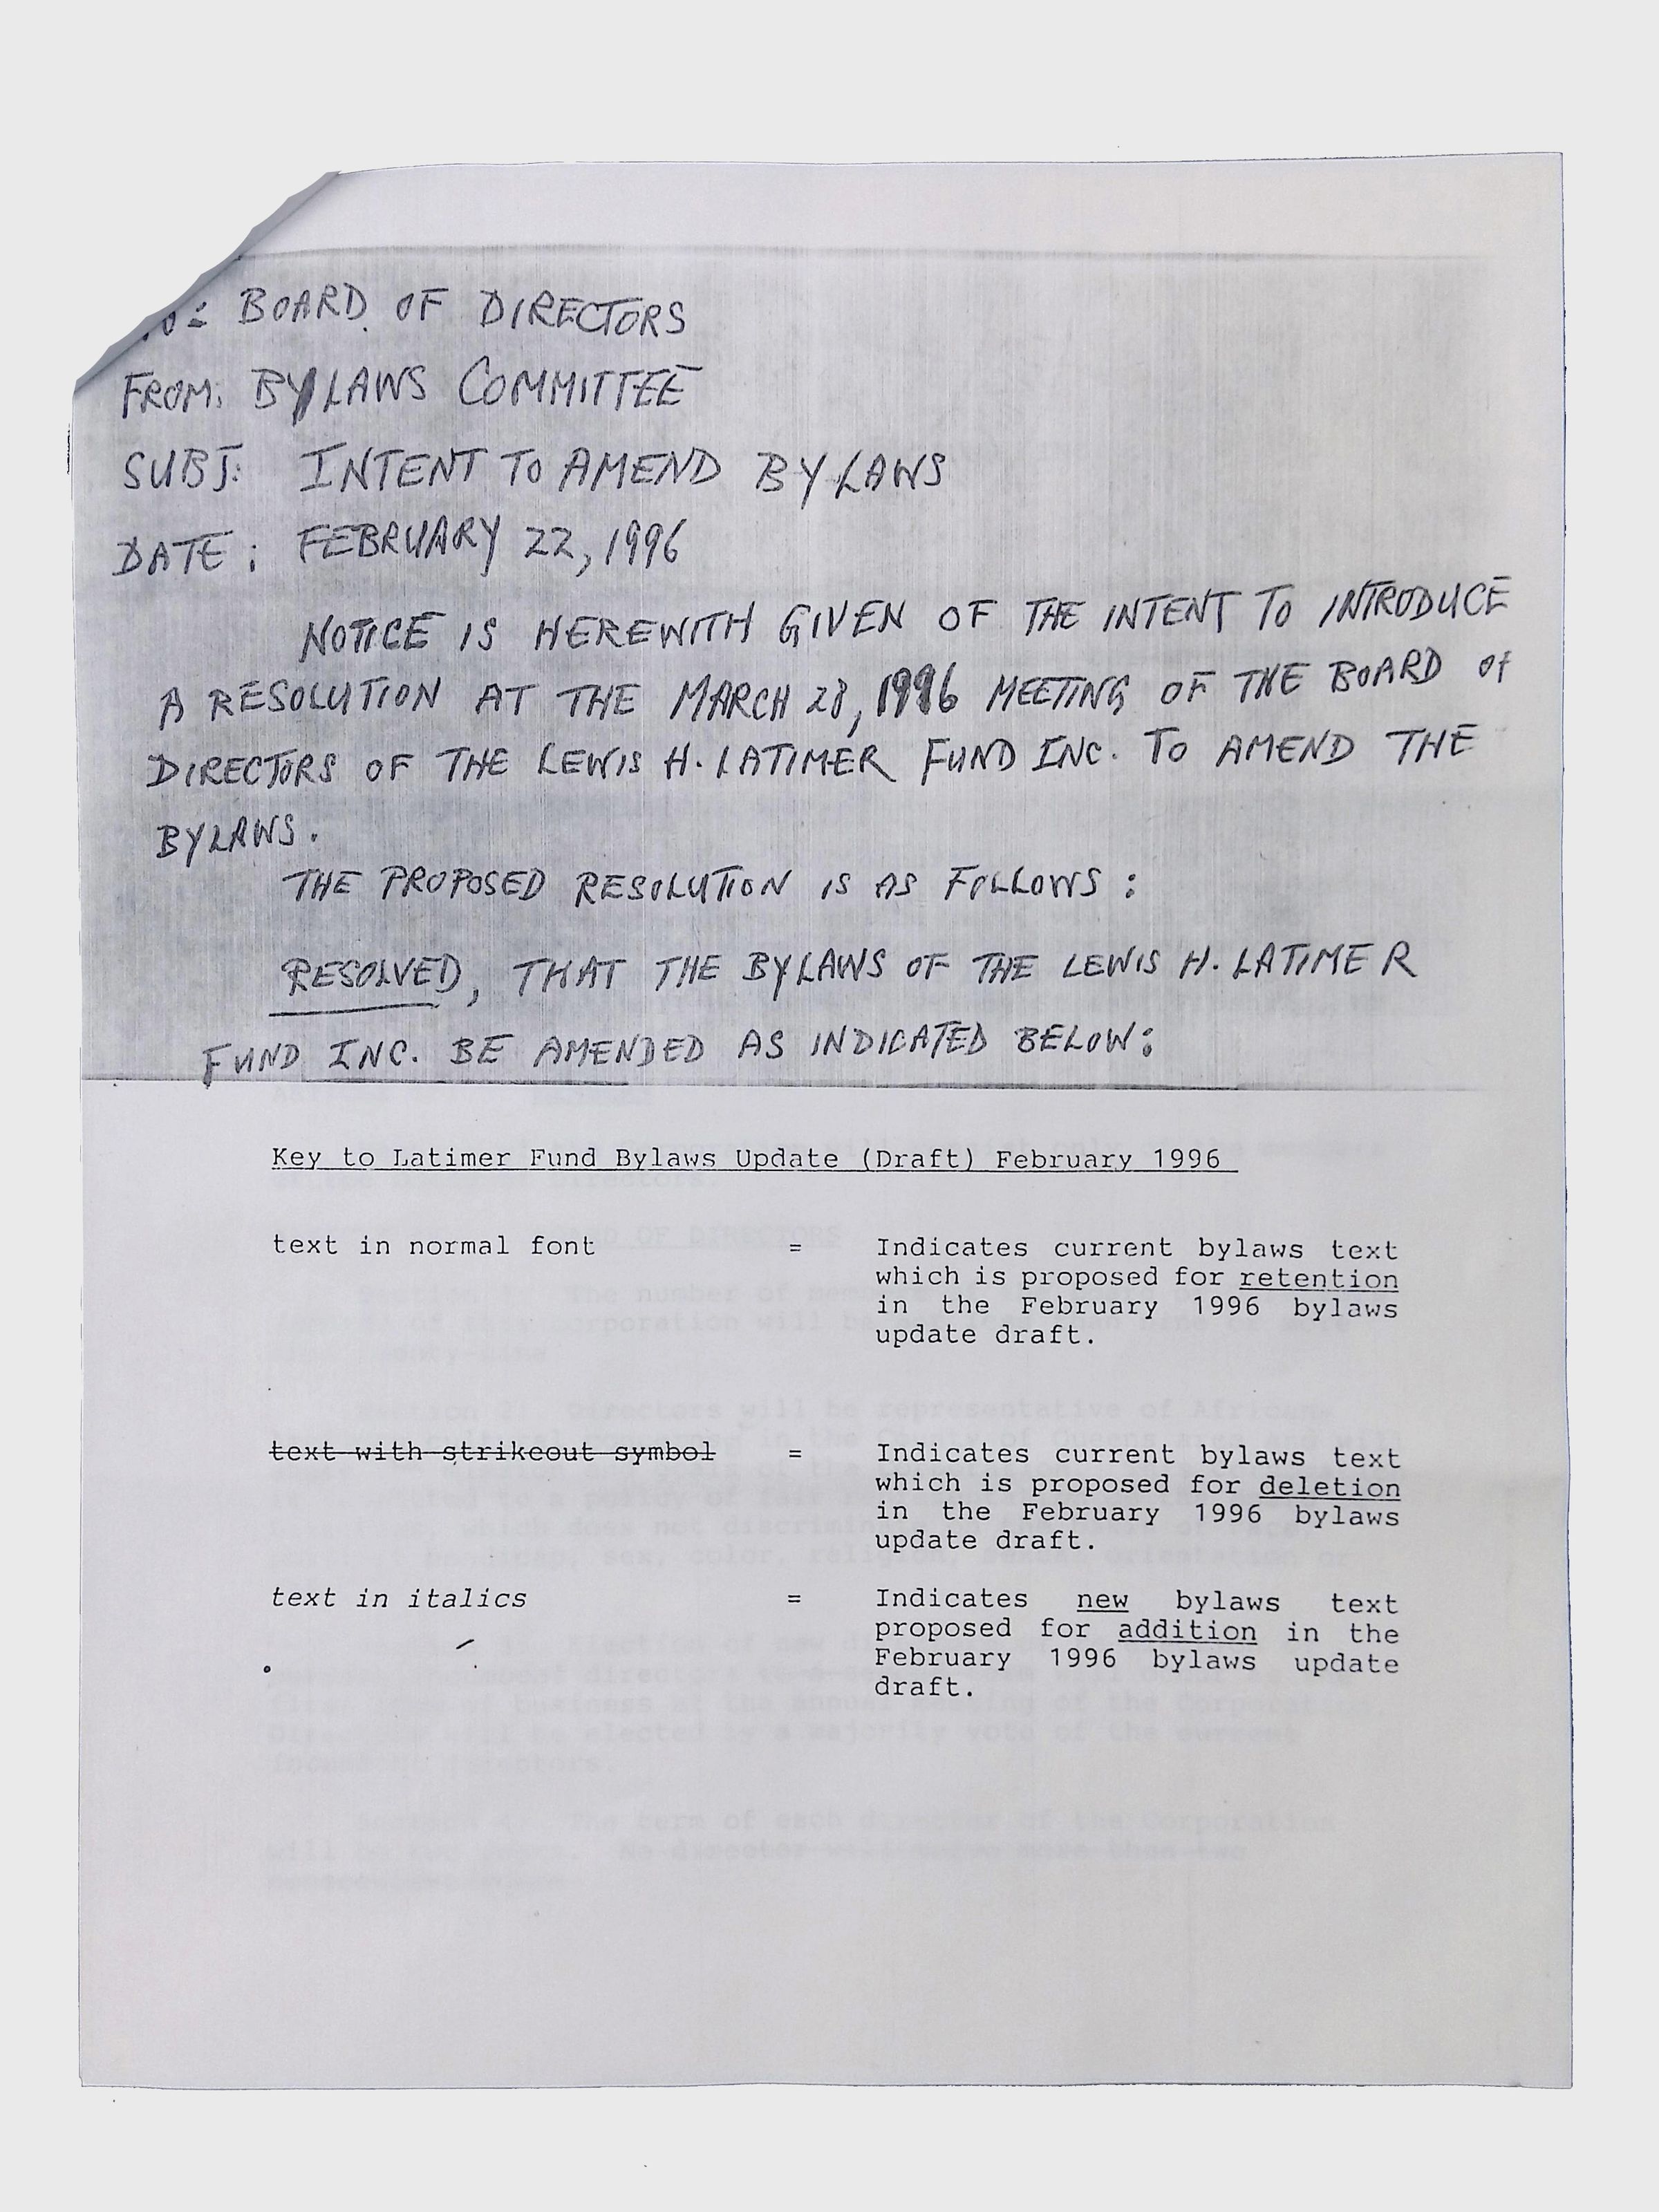 TO: BOARD OF DIRECTORS
FROM: BYLAWS COMMITTEE
SUBJ: INTENT TO AMEND BYLAWS
DATE: FEBRUARY 22, 1996
NOTICE IS HEREWITH GIVEN OF THE INTENT TO INTRODUCE
A RESOLUTION AT THE MARCH 28, 1996 MEETING OF THE BOARD OF
DIRECTORS OF THE LEWIS H. LATIMER FUND INC. TO AMEND THE
BYLAWS.
THE PROPOSED RESOLUTION IS AS FOLLOWS:
RESOLVED, THAT THE BYLAWS OF THE LEWIS H. LATIMER
FUND INC. BE AMENDED AS INDICATED BELOW:
Key to Latimer Fund Bylaws Update (Draft) February 1996
text in normal font = Indicates current bylaws text
which is proposed for retention
in the February 1996 bylaws
update draft.
text with strikeout symbol = Indicates current bylaws text
which is proposed for deletion
in the February 1996 bylaws
update draft.
text in italics = Indicates new bylaws text
proposed for addition in the
February 1996 bylaws update
draft.